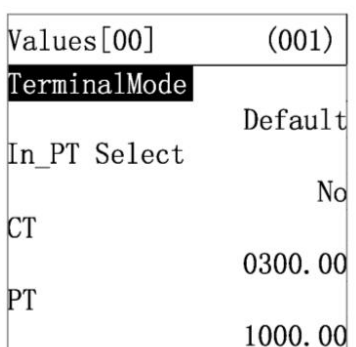 Values[00] (001)
TerminalMode
Default
In_PT Select
No
CT
0300.00
PT
1000.00